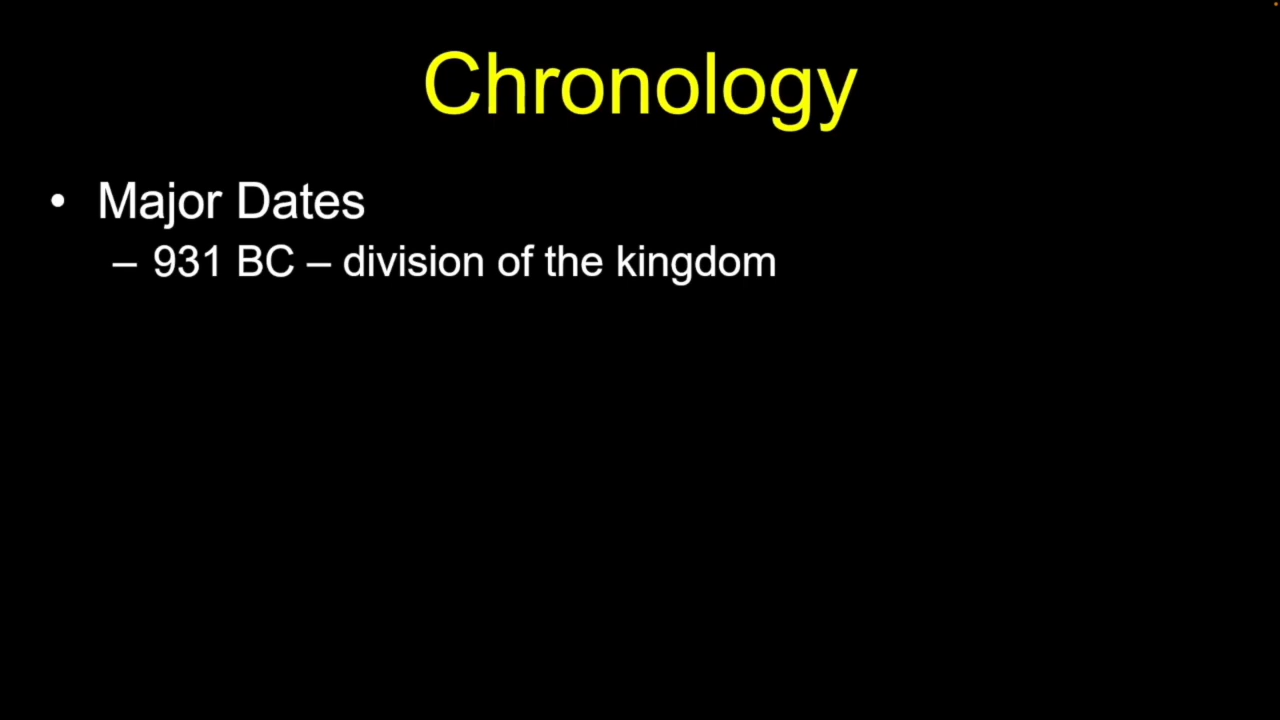 Chronology
• Major Dates
– 931 BC – division of the kingdom